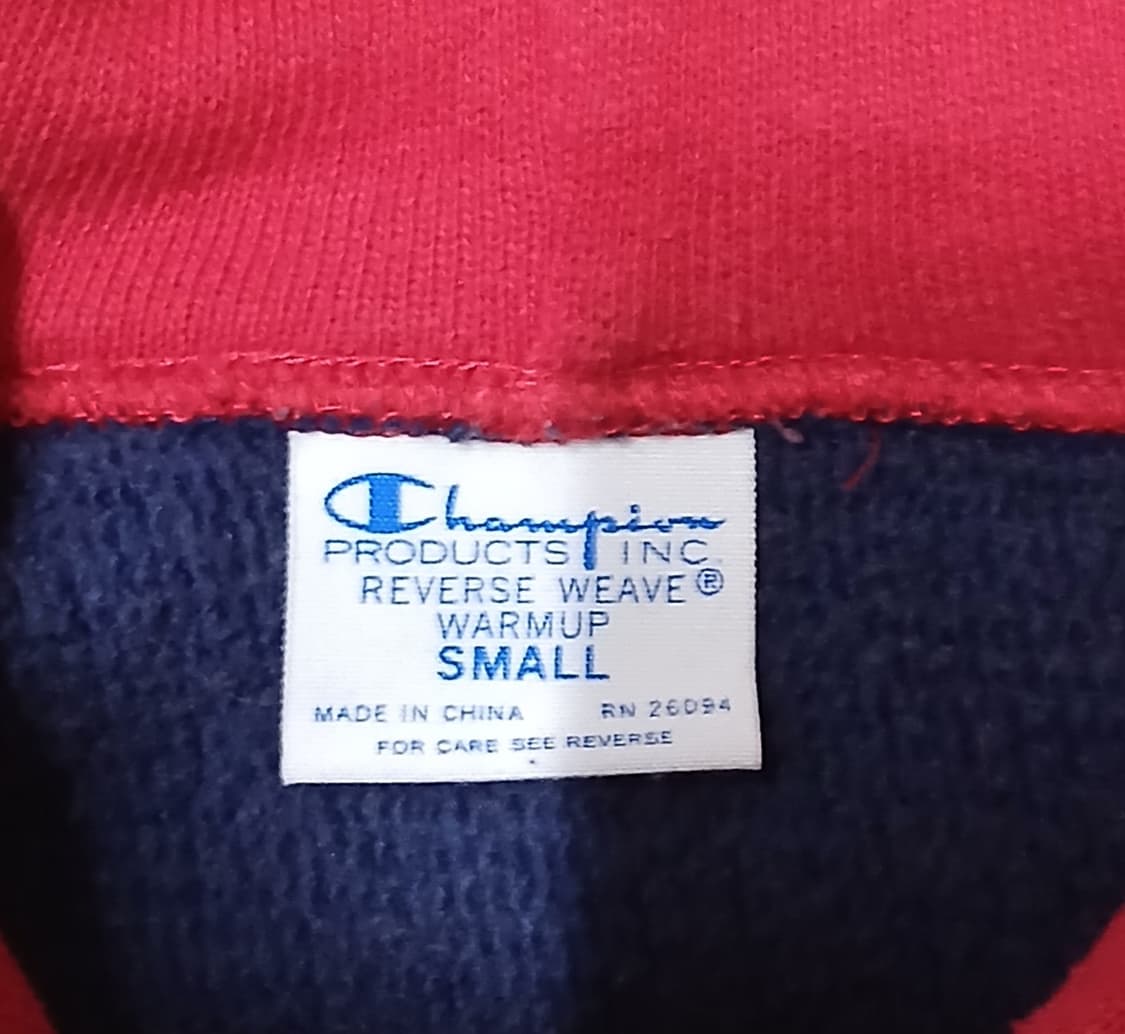 Champion
PRODUCTS INC.
REVERSE WEAVE®
WARMUP
SMALL
MADE IN CHINA RN 26094
FOR CARE SEE REVERSE